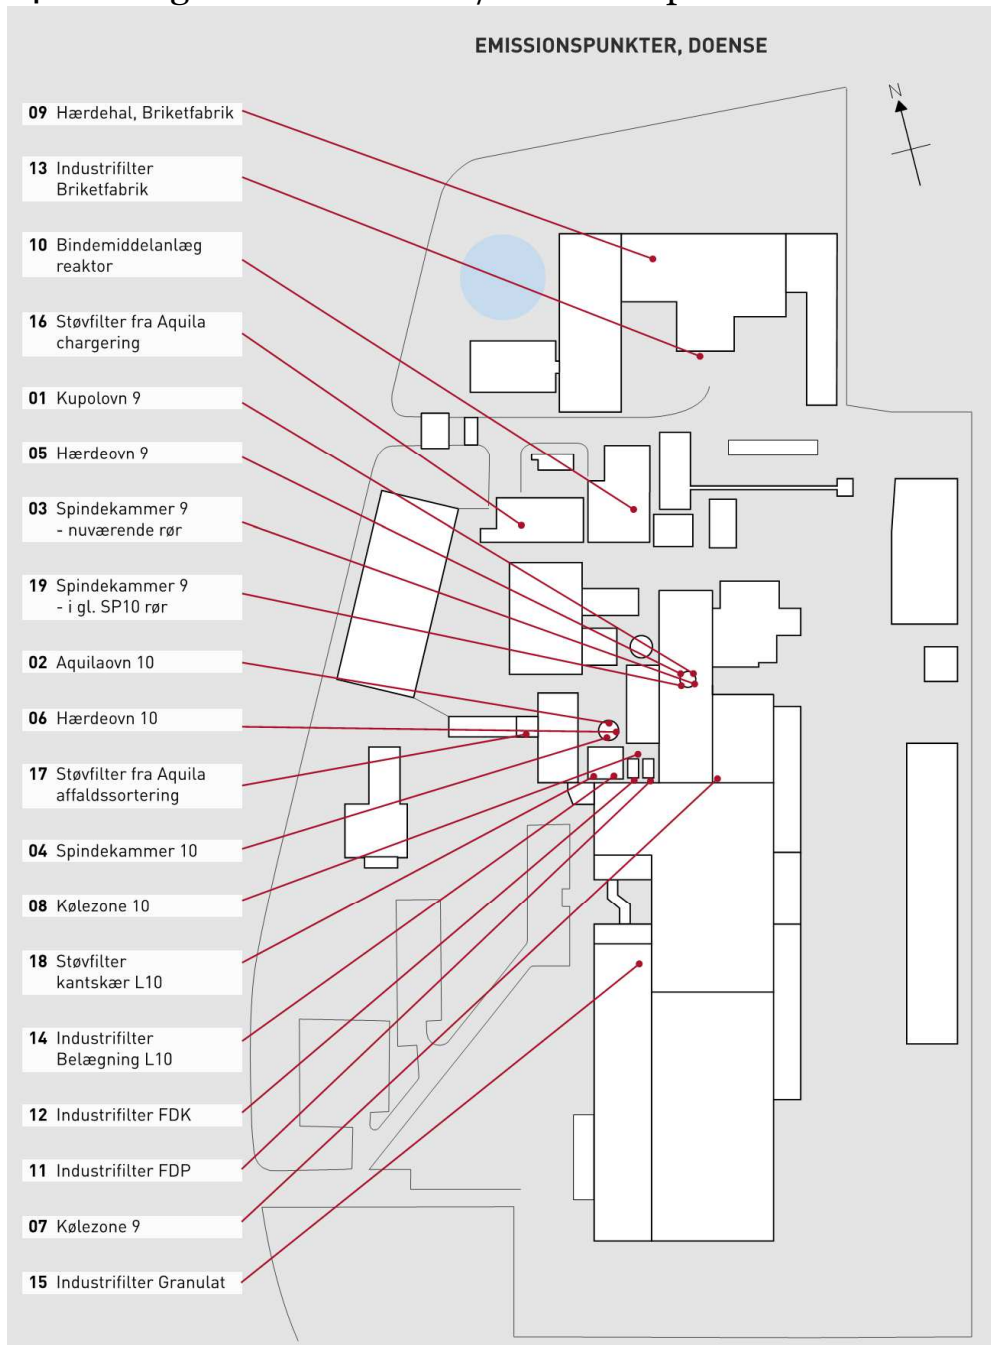 EMISSIONSPUNKTER, DOENSE
N
09 Hærdehal, Briketfabrik
13 Industrifilter
Briketfabrik
10 Bindemiddelanlæg
reaktor
16 Støvfilter fra Aquila
chargering
01 Kupolovn 9
05 Hærdeovn 9
03 Spindekammer 9
- nuværende rør
19 Spindekammer 9
- i gl. SP10 rør
02 Aquilaovn 10
06 Hærdeovn 10
17 Støvfilter fra Aquila
affaldssortering
04 Spindekammer 10
08 Kølezone 10
18 Støvfilter
kantskær L10
14 Industrifilter
Belægning L10
12 Industrifilter FDK
11 Industrifilter FDP
07 Kølezone 9
15 Industrifilter Granulat